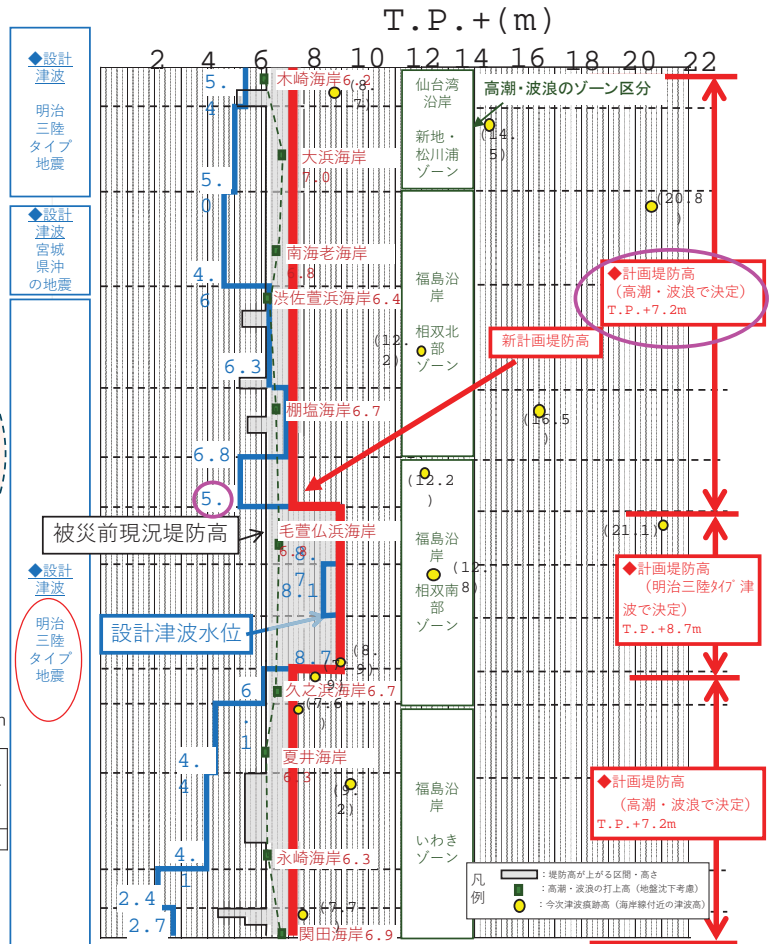 T.P.+(m)
2 4 6 8 10 12 14 16 18 20 22
◆設計
津波
明治
三陸
タイプ
地震
◆設計
津波
宮城
県沖
の地震
◆設計
津波
明治
三陸
タイプ
地震
5.4
5.0
4.6
6.3
6.8
5.
8.7
8.1
8.7
6.1
4.4
4.1
2.4
2.7
木崎海岸6.2
大浜海岸
7.0
南海老海岸
6.8
渋佐萱浜海岸6.4
棚塩海岸6.7
毛萱仏浜海岸
6.8
久之浜海岸6.7
夏井海岸
6.3
永崎海岸6.3
関田海岸6.9
被災前現況堤防高
設計津波水位
新計画堤防高
高潮・波浪のゾーン区分
仙台湾
沿岸
新地・
松川浦
ゾーン
福島沿
岸
相双北
部
ゾーン
福島沿
岸
相双南
部
ゾーン
福島沿
岸
いわき
ゾーン
(8.7)
(14.5)
(20.8)
(12.2)
(16.5)
(12.2)
(21.1)
(12.8)
(8.9)
(7.6)
(9.2)
(7.7)
◆計画堤防高
(高潮・波浪で決定)
T.P.+7.2m
◆計画堤防高
(明治三陸タイプ津
波で決定)
T.P.+8.7m
◆計画堤防高
(高潮・波浪で決定)
T.P.+7.2m
凡
例
：堤防高が上がる区間・高さ
：高潮・波浪の打上高(地盤沈下考慮)
：今次津波痕跡高(海岸線付近の津波高)